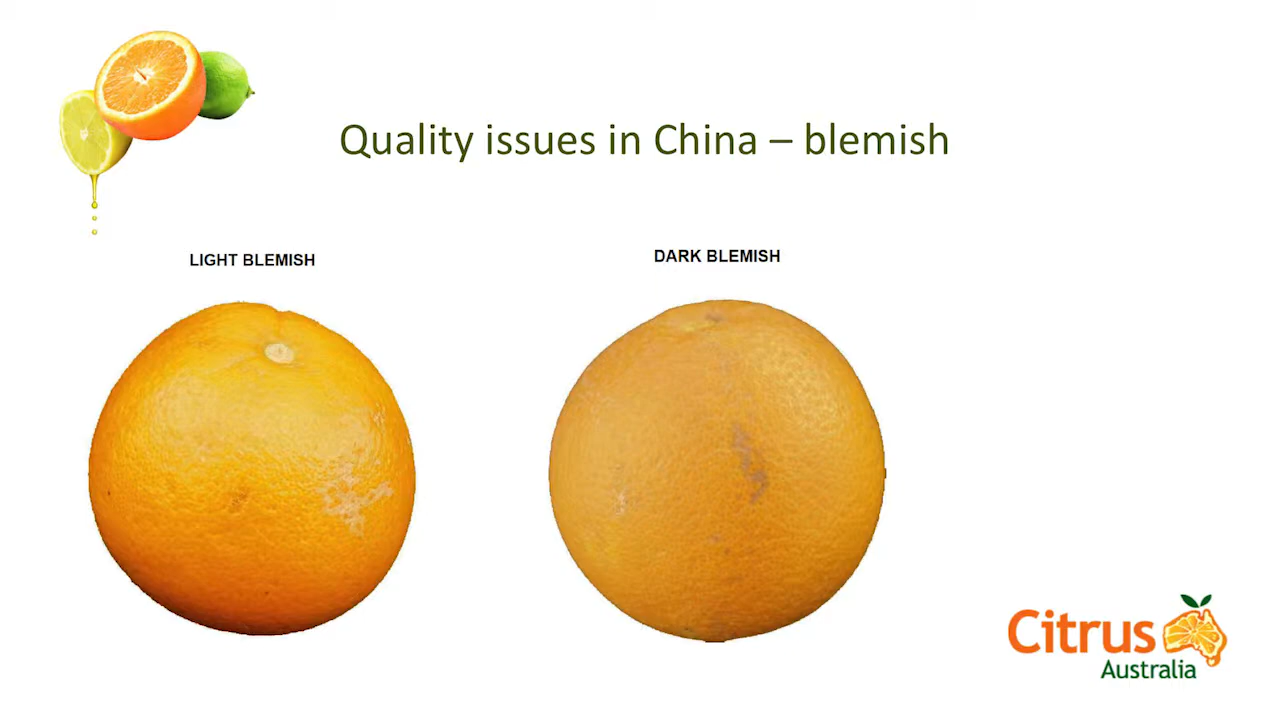 Quality issues in China – blemish
LIGHT BLEMISH
DARK BLEMISH
Citrus
Australia